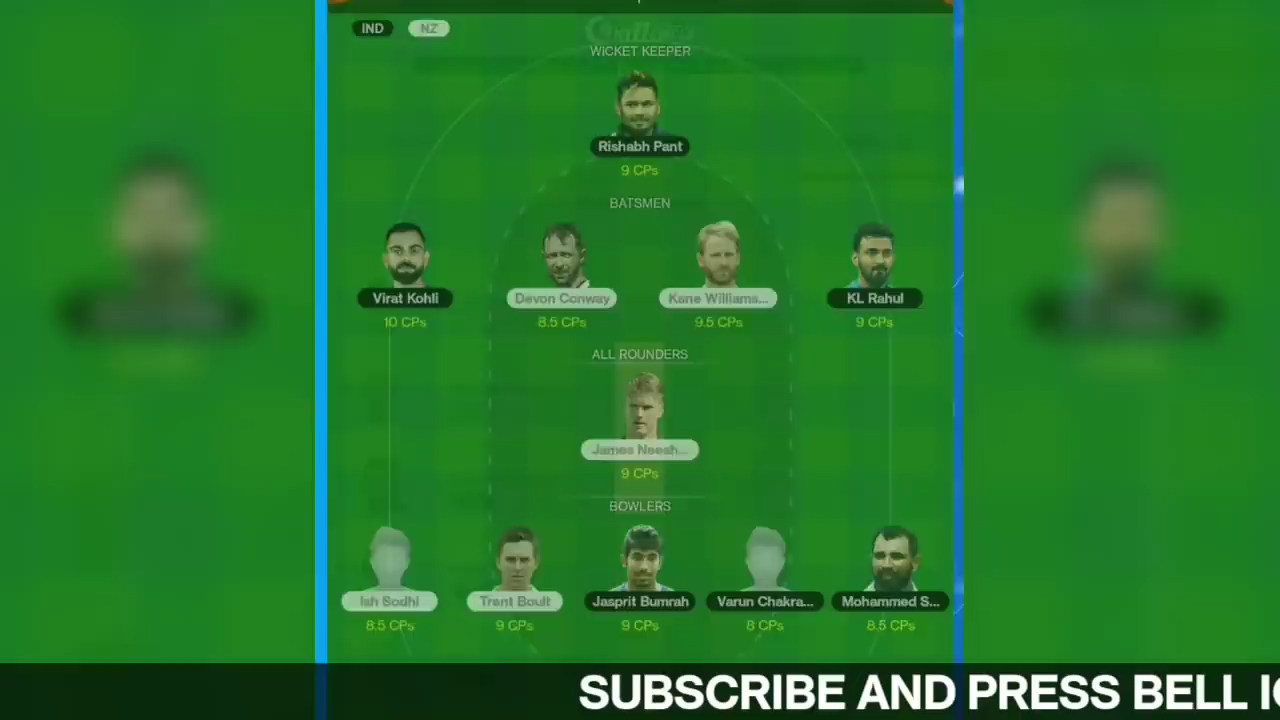 IND NZ
WICKET KEEPER
Rishabh Pant
9 CPs
BATSMEN
Virat Kohli Devon Conway Kane Williams... KL Rahul
10 CPs 8.5 CPs 9.5 CPs 9 CPs
ALL ROUNDERS
James Neesh...
9 CPs
BOWLERS
Ish Sodhi Trent Boult Jasprit Bumrah Varun Chakra... Mohammed S...
8.5 CPs 9 CPs 9 CPs 8 CPs 8.5 CPs
SUBSCRIBE AND PRESS BELL IC